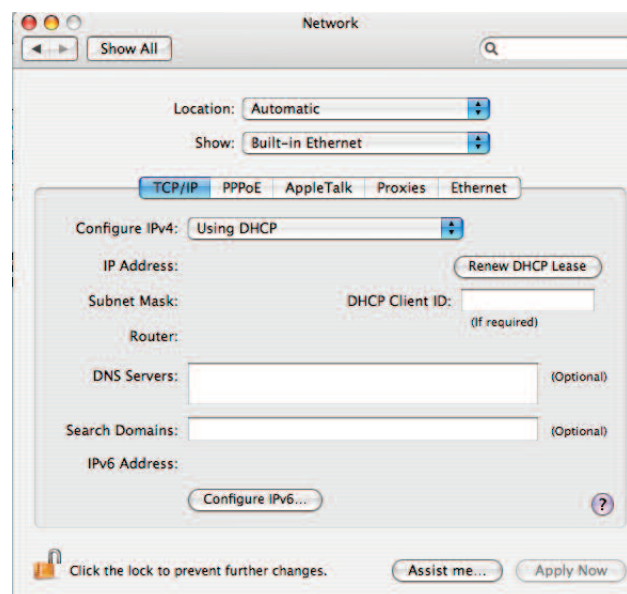 Network
Show All
Location: Automatic
Show: Built-in Ethernet
TCP/IP PPPoE AppleTalk Proxies Ethernet
Configure IPv4: Using DHCP
IP Address: Renew DHCP Lease
Subnet Mask: DHCP Client ID:
(If required)
Router:
DNS Servers: (Optional)
Search Domains: (Optional)
IPv6 Address:
Configure IPv6... ?
Click the lock to prevent further changes. Assist me... Apply Now